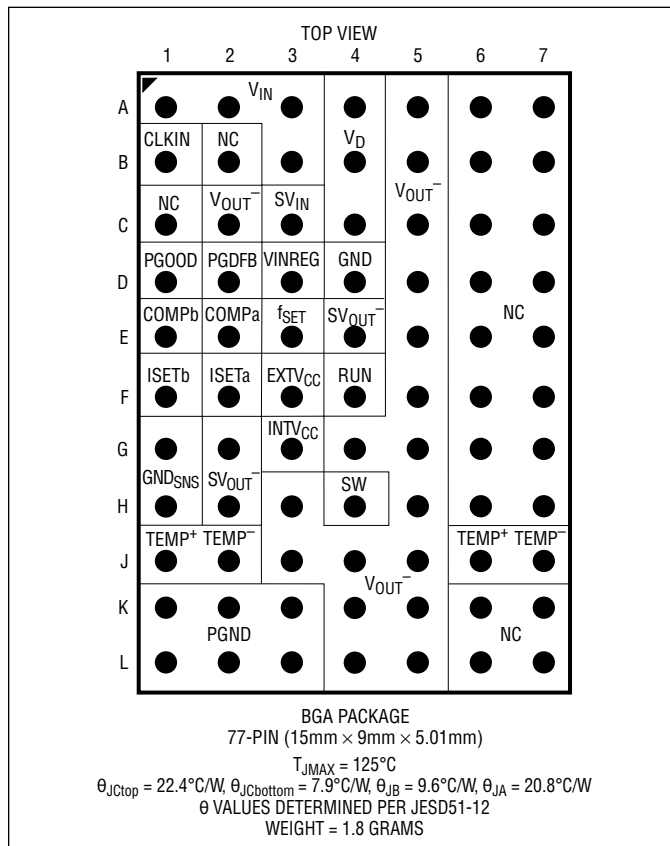 TOP VIEW
1 2 3 4 5 6 7
A V_IN
CLKIN NC V_D
B
NC V_OUT⁻ SV_IN V_OUT⁻
C
PGOOD PGDFB VINREG GND
D
COMPb COMPa f_SET SV_OUT⁻ NC
E
ISETb ISETa EXTV_CC RUN
F
INTV_CC
G
GND_SNS SV_OUT⁻ SW
H
TEMP⁺ TEMP⁻ TEMP⁺ TEMP⁻
J
V_OUT⁻
K
PGND NC
L
BGA PACKAGE
77-PIN (15mm × 9mm × 5.01mm)
T_JMAX = 125°C
θ_JCtop = 22.4°C/W, θ_JCbottom = 7.9°C/W, θ_JB = 9.6°C/W, θ_JA = 20.8°C/W
θ VALUES DETERMINED PER JESD51-12
WEIGHT = 1.8 GRAMS